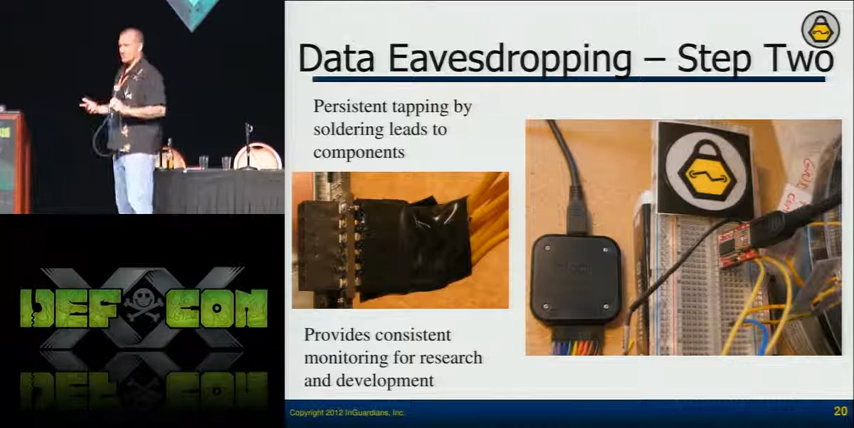 Data Eavesdropping – Step Two
Persistent tapping by
soldering leads to
components
Provides consistent
monitoring for research
and development
Copyright 2012 InGuardians, Inc.
20
XX
DEF CON